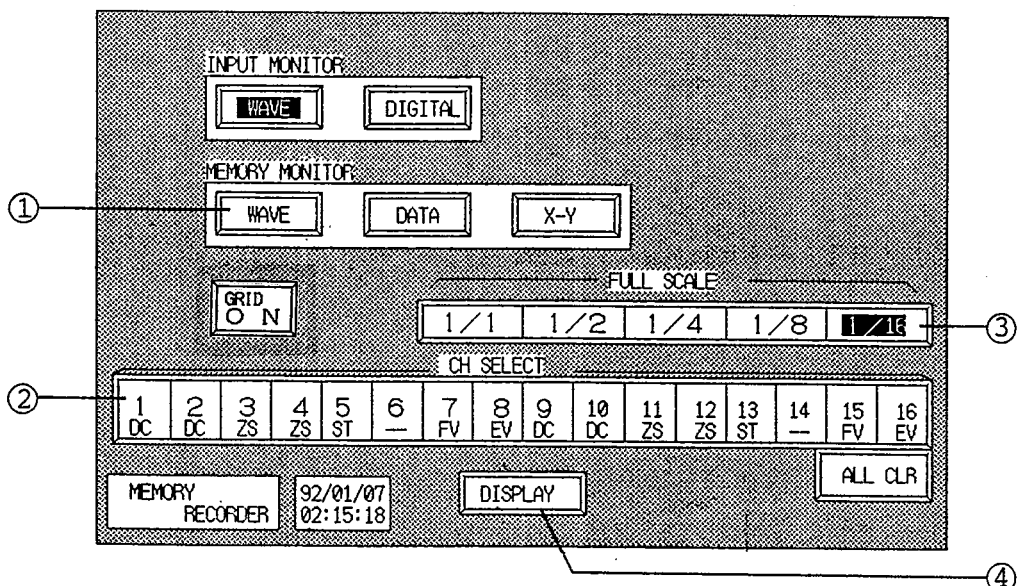 INPUT MONITOR
WAVE DIGITAL
MEMORY MONITOR
① WAVE DATA X-Y
GRID
ON
FULL SCALE
1/1 1/2 1/4 1/8 1/16 ③
CH SELECT
② 1 2 3 4 5 6 7 8 9 10 11 12 13 14 15 16
DC DC ZS ZS ST -- FV EV DC DC ZS ZS ST -- FV EV
ALL CLR
MEMORY
RECORDER
92/01/07
02:15:18
DISPLAY
④